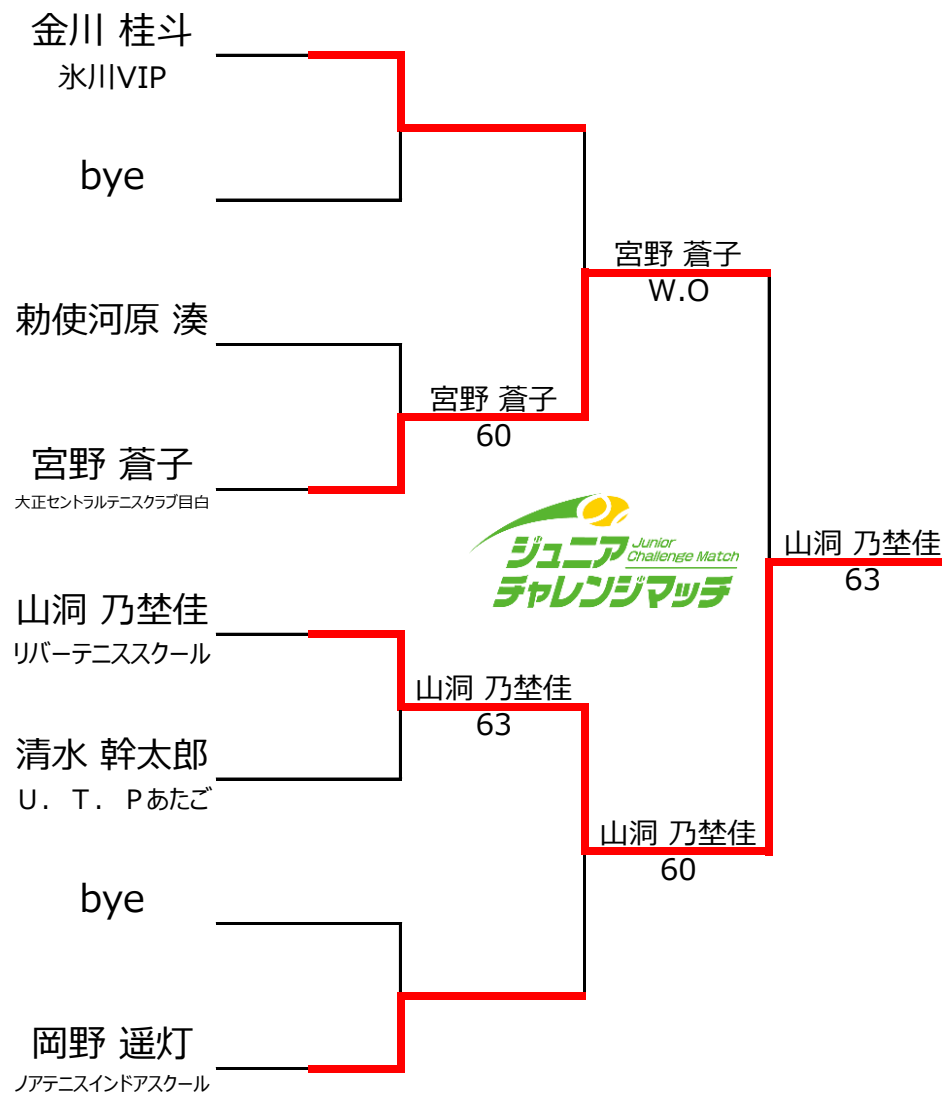 金川 桂斗
氷川VIP
bye
勅使河原 湊
宮野 蒼子
大正セントラルテニスクラブ目白
山洞 乃埜佳
リバーテニススクール
清水 幹太郎
U． T． Pあたご
bye
岡野 遥灯
ノアテニスインドアスクール
宮野 蒼子
60
山洞 乃埜佳
63
宮野 蒼子
W.O
山洞 乃埜佳
60
山洞 乃埜佳
63
ジュニア Junior
Challenge Match
チャレンジマッチ